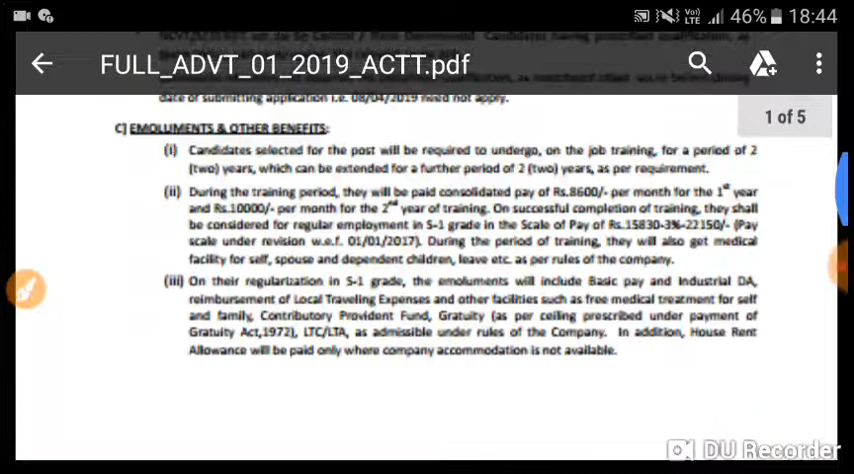 Vo))
LTE
46%
18:44
FULL_ADVT_01_2019_ACTT.pdf
date of submitting application i.e. 08/04/2019 need not apply.
1 of 5
C] EMOLUMENTS & OTHER BENEFITS:
(i) Candidates selected for the post will be required to undergo, on the job training, for a period of 2
(two) years, which can be extended for a further period of 2 (two) years, as per requirement.
(ii) During the training period, they will be paid consolidated pay of Rs.8600/- per month for the 1st year
and Rs.10000/- per month for the 2nd year of training. On successful completion of training, they shall
be considered for regular employment in S-1 grade in the Scale of Pay of Rs.15830-3%-22150/- (Pay
scale under revision w.e.f. 01/01/2017). During the period of training, they will also get medical
facility for self, spouse and dependent children, leave etc. as per rules of the company.
(iii) On their regularization in S-1 grade, the emoluments will include Basic pay and Industrial DA,
reimbursement of Local Traveling Expenses and other facilities such as free medical treatment for self
and family, Contributory Provident Fund, Gratuity (as per ceiling prescribed under payment of
Gratuity Act,1972), LTC/LTA, as admissible under rules of the Company. In addition, House Rent
Allowance will be paid only where company accommodation is not available.
DU Recorder